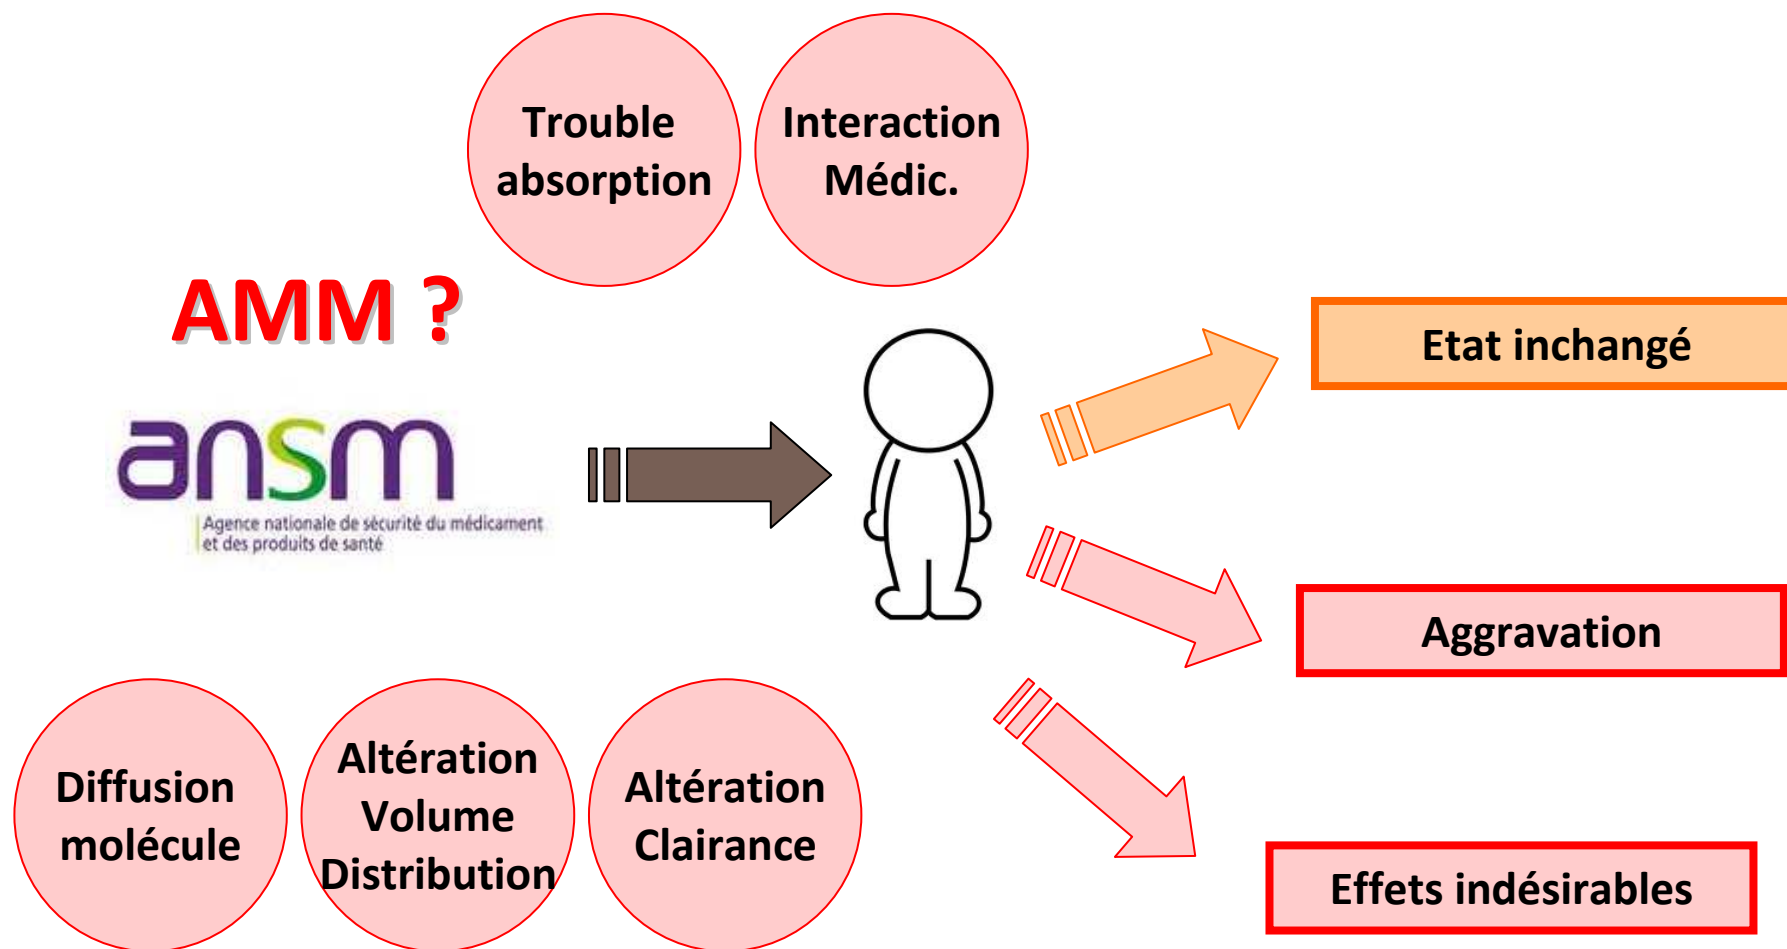 Trouble
absorption
Interaction
Médic.
AMM ?
ansm
Agence nationale de sécurité du médicament
et des produits de santé
Etat inchangé
Aggravation
Effets indésirables
Diffusion
molécule
Altération
Volume
Distribution
Altération
Clairance